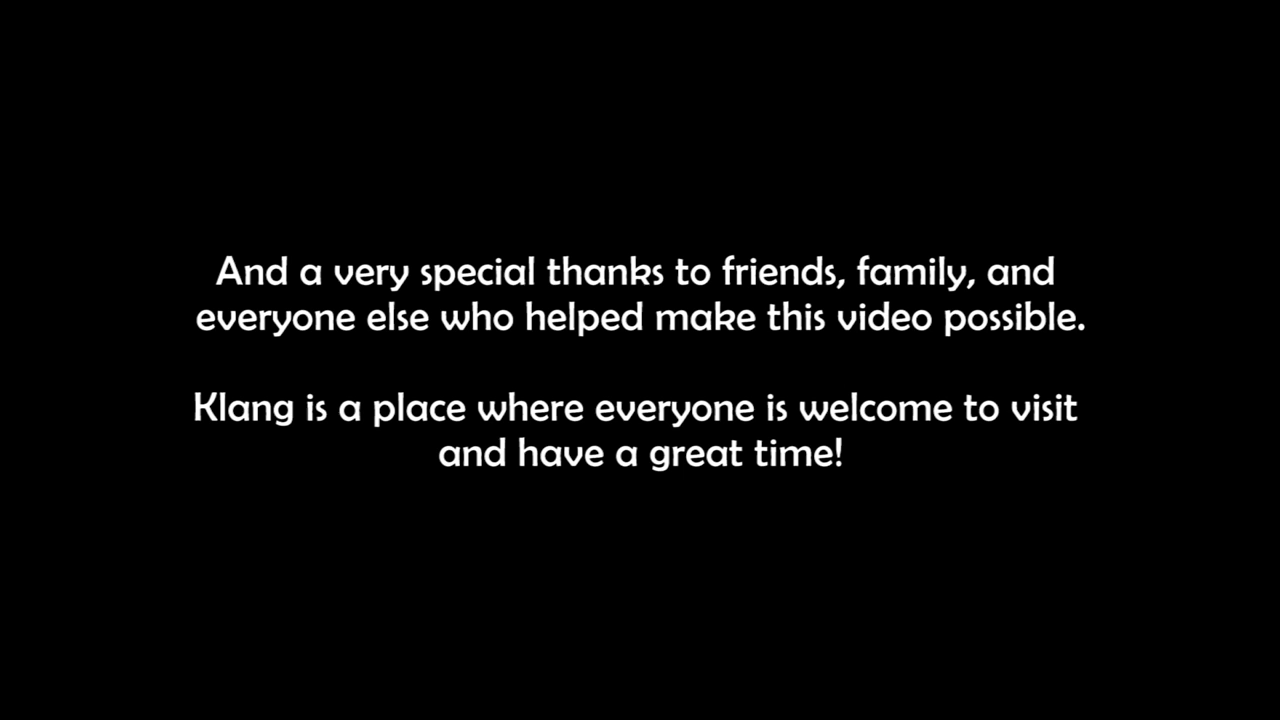 And a very special thanks to friends, family, and
everyone else who helped make this video possible.
Klang is a place where everyone is welcome to visit
and have a great time!